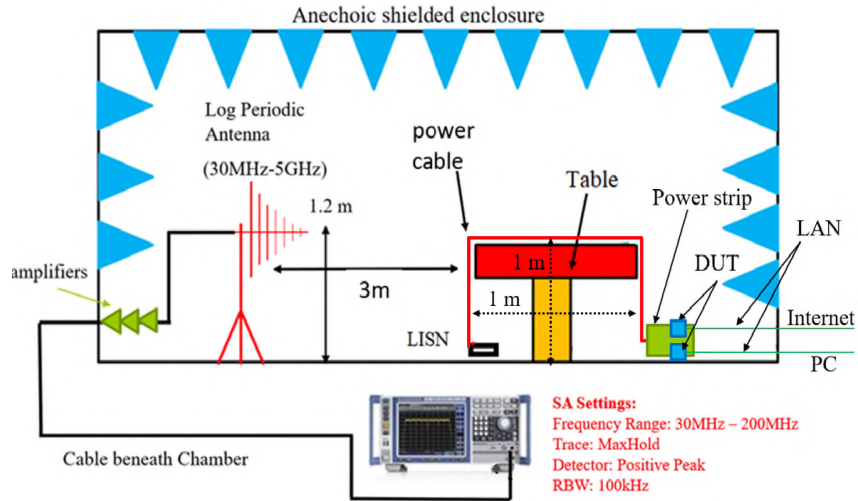 Anechoic shielded enclosure
Log Periodic
Antenna
(30MHz-5GHz)
power
cable
Table
Power strip
LAN
1.2 m
1 m
DUT
amplifiers
3m
1 m
Internet
LISN
PC
SA Settings:
Frequency Range: 30MHz – 200MHz
Trace: MaxHold
Detector: Positive Peak
RBW: 100kHz
Cable beneath Chamber